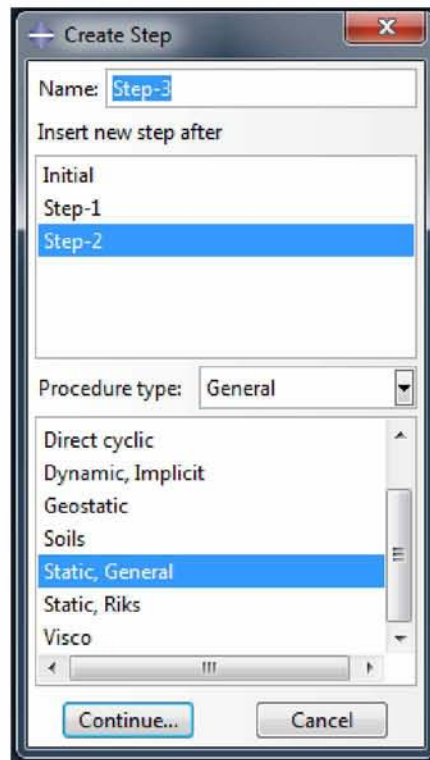 Create Step
Name: Step-3
Insert new step after
Initial
Step-1
Step-2
Procedure type: General
Direct cyclic
Dynamic, Implicit
Geostatic
Soils
Static, General
Static, Riks
Visco
Continue... Cancel